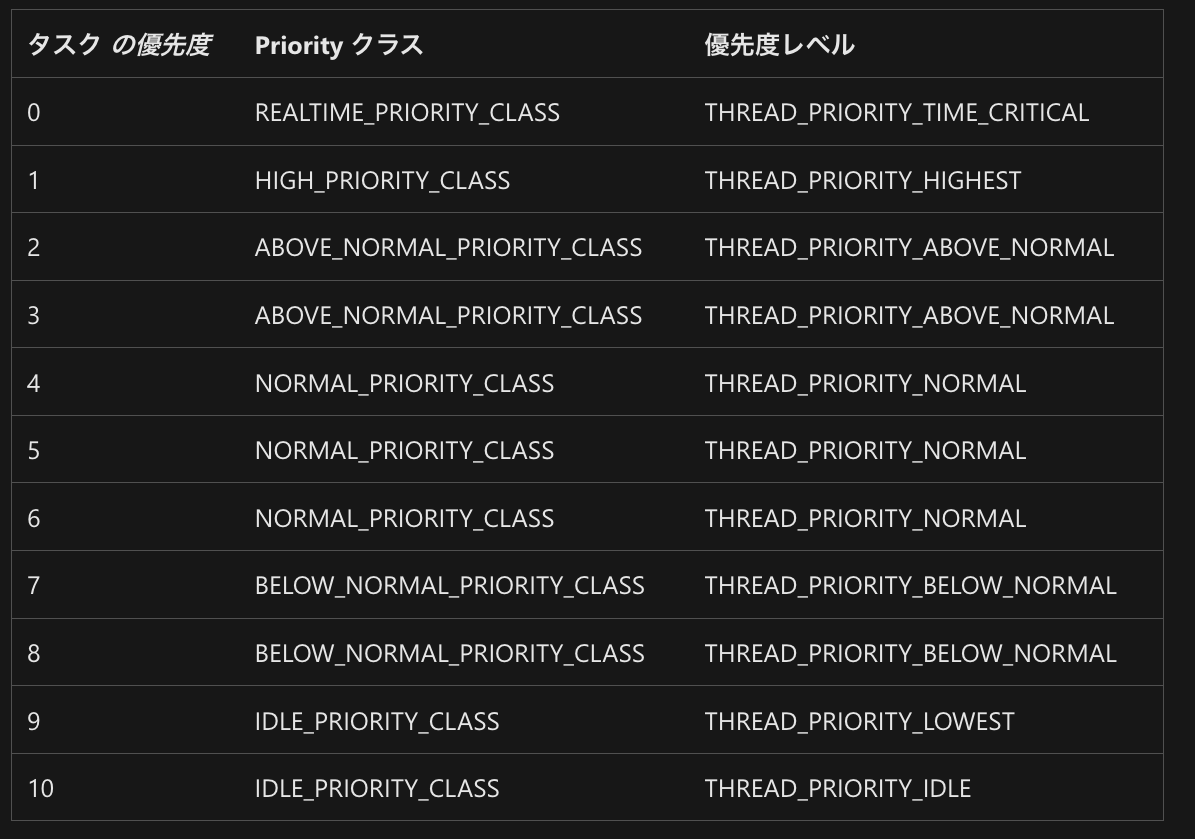 タスク の優先度 Priority クラス 優先度レベル
0 REALTIME_PRIORITY_CLASS THREAD_PRIORITY_TIME_CRITICAL
1 HIGH_PRIORITY_CLASS THREAD_PRIORITY_HIGHEST
2 ABOVE_NORMAL_PRIORITY_CLASS THREAD_PRIORITY_ABOVE_NORMAL
3 ABOVE_NORMAL_PRIORITY_CLASS THREAD_PRIORITY_ABOVE_NORMAL
4 NORMAL_PRIORITY_CLASS THREAD_PRIORITY_NORMAL
5 NORMAL_PRIORITY_CLASS THREAD_PRIORITY_NORMAL
6 NORMAL_PRIORITY_CLASS THREAD_PRIORITY_NORMAL
7 BELOW_NORMAL_PRIORITY_CLASS THREAD_PRIORITY_BELOW_NORMAL
8 BELOW_NORMAL_PRIORITY_CLASS THREAD_PRIORITY_BELOW_NORMAL
9 IDLE_PRIORITY_CLASS THREAD_PRIORITY_LOWEST
10 IDLE_PRIORITY_CLASS THREAD_PRIORITY_IDLE